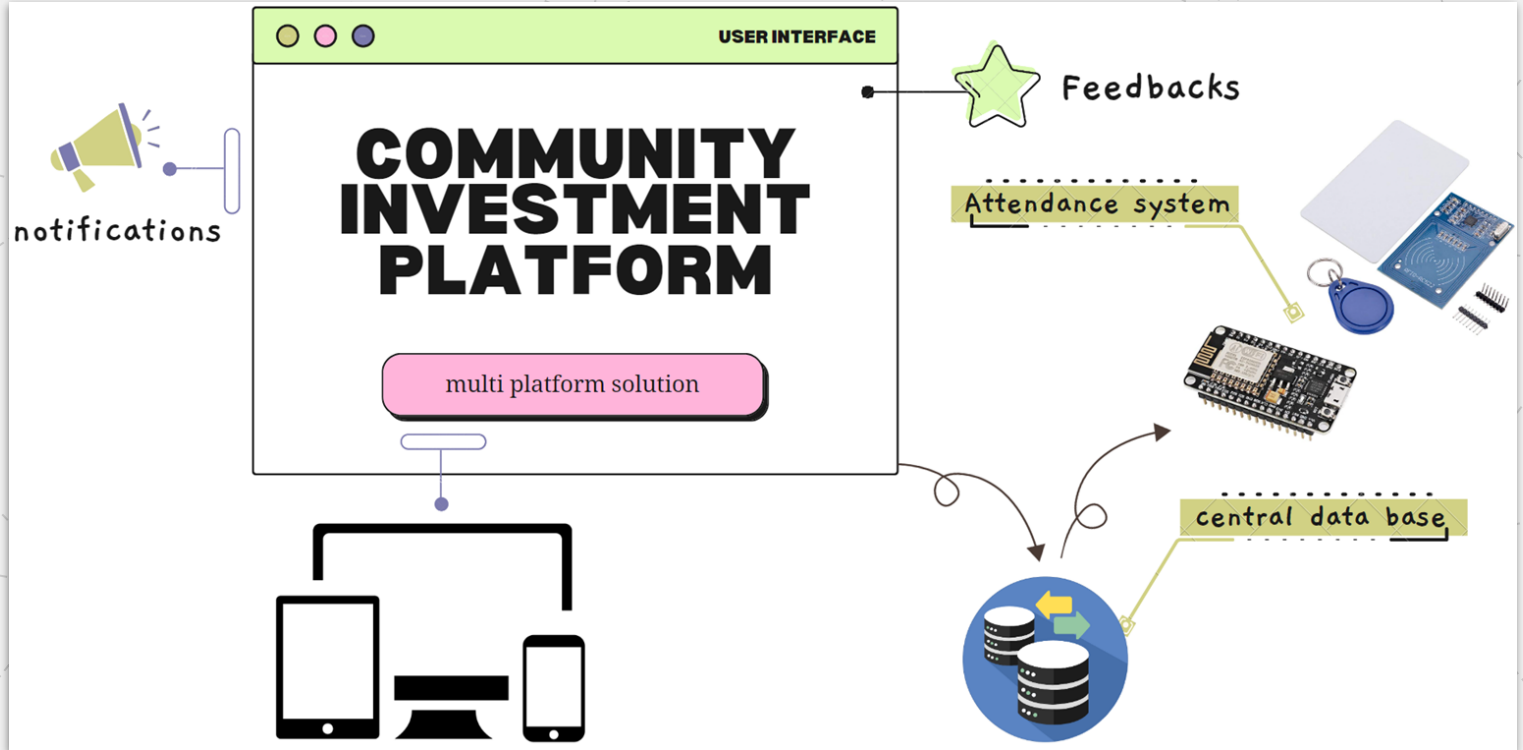 USER INTERFACE
Feedbacks
COMMUNITY
INVESTMENT
PLATFORM
notifications
Attendance system
multi platform solution
central data base